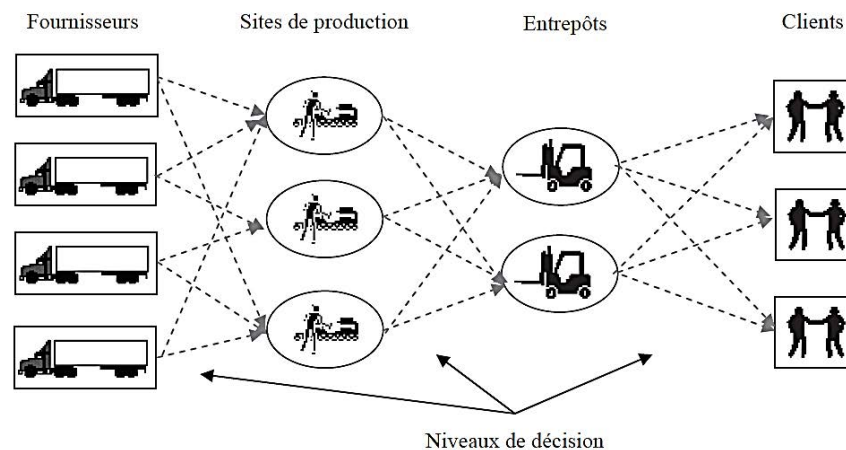 Fournisseurs
Sites de production
Entrepôts
Clients
Niveaux de décision